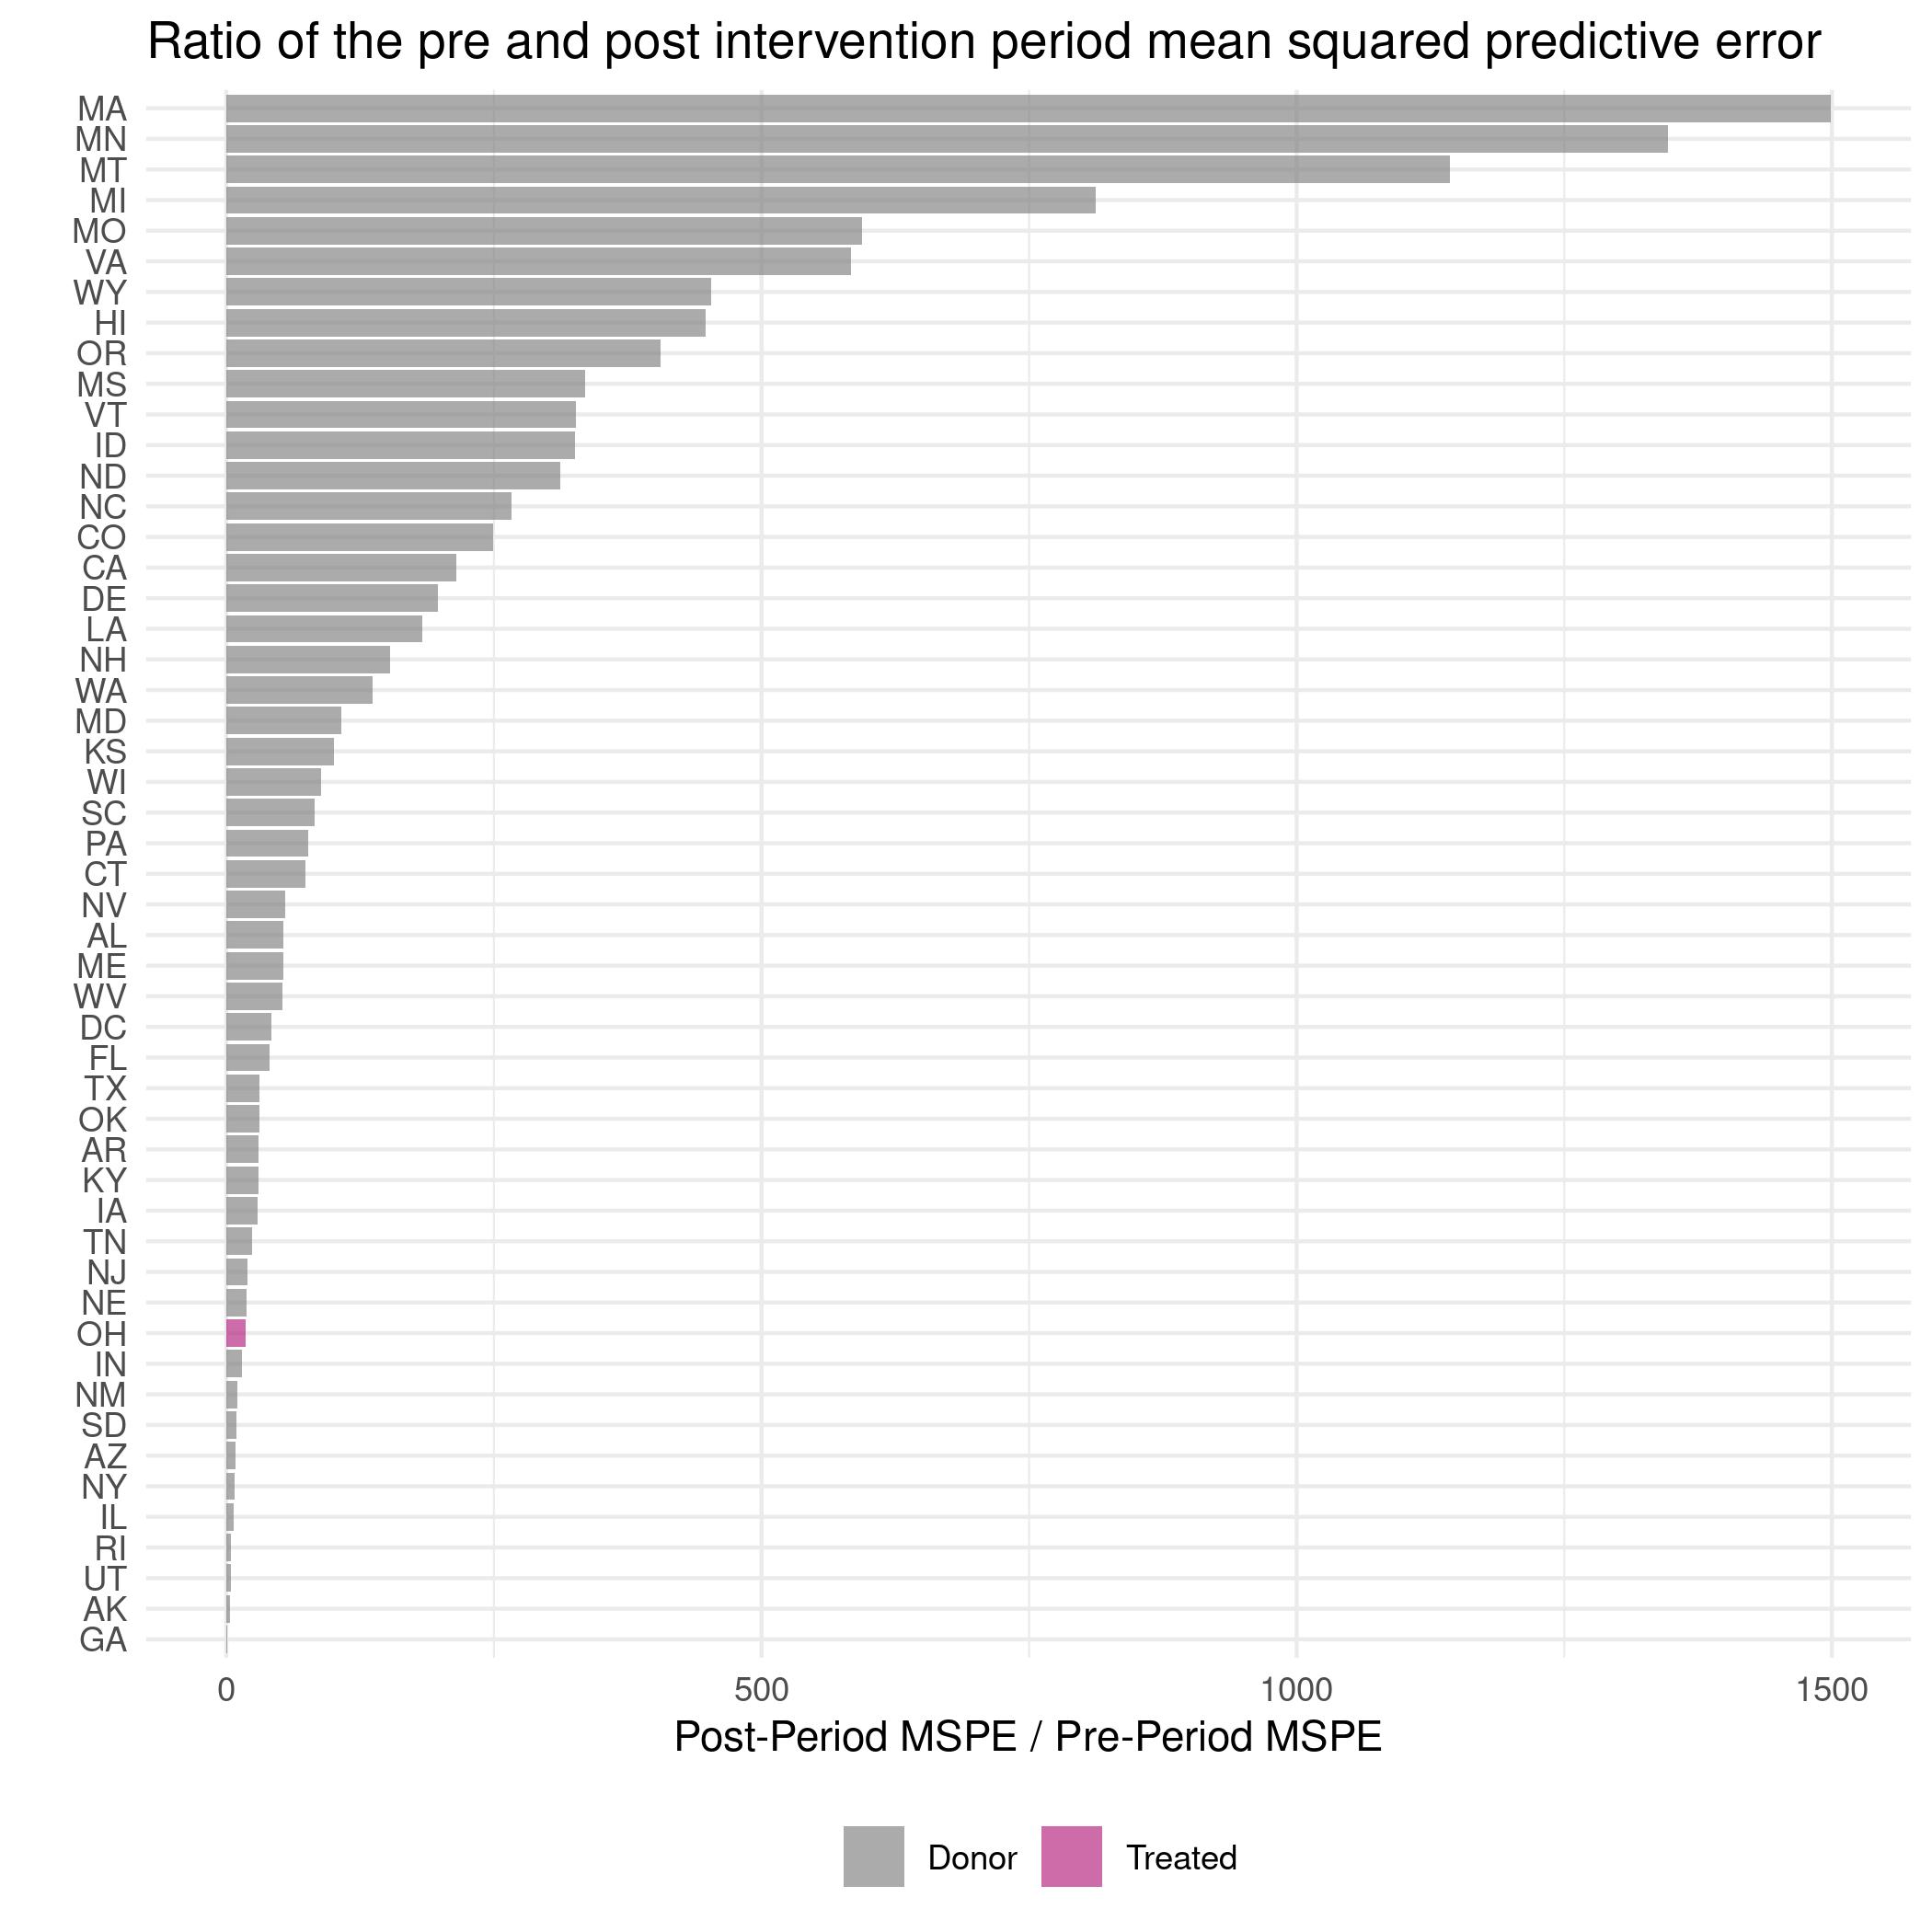 Ratio of the pre and post intervention period mean squared predictive error
MA
MN
MT
MI
MO
VA
WY
HI
OR
MS
VT
ID
ND
NC
CO
CA
DE
LA
NH
WA
MD
KS
WI
SC
PA
CT
NV
AL
ME
WV
DC
FL
TX
OK
AR
KY
IA
TN
NJ
NE
OH
IN
NM
SD
AZ
NY
IL
RI
UT
AK
GA
0 500 1000 1500
Post-Period MSPE / Pre-Period MSPE
Donor Treated